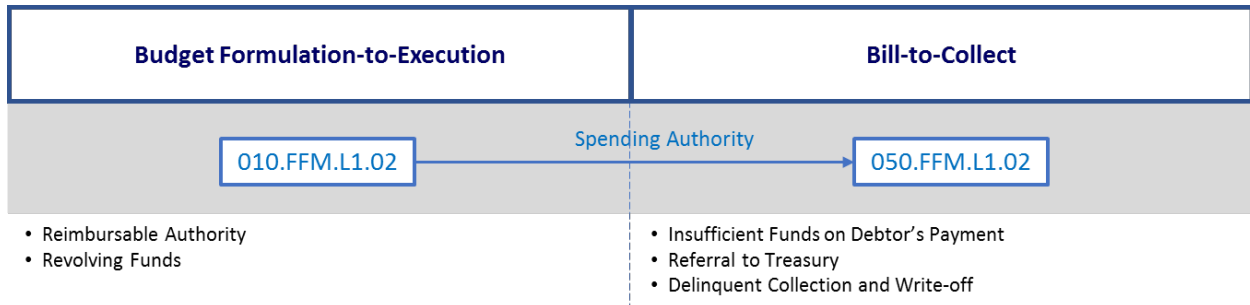 Budget Formulation-to-Execution
Bill-to-Collect
Spending Authority
010.FFM.L1.02
050.FFM.L1.02
• Reimbursable Authority
• Revolving Funds
• Insufficient Funds on Debtor’s Payment
• Referral to Treasury
• Delinquent Collection and Write-off